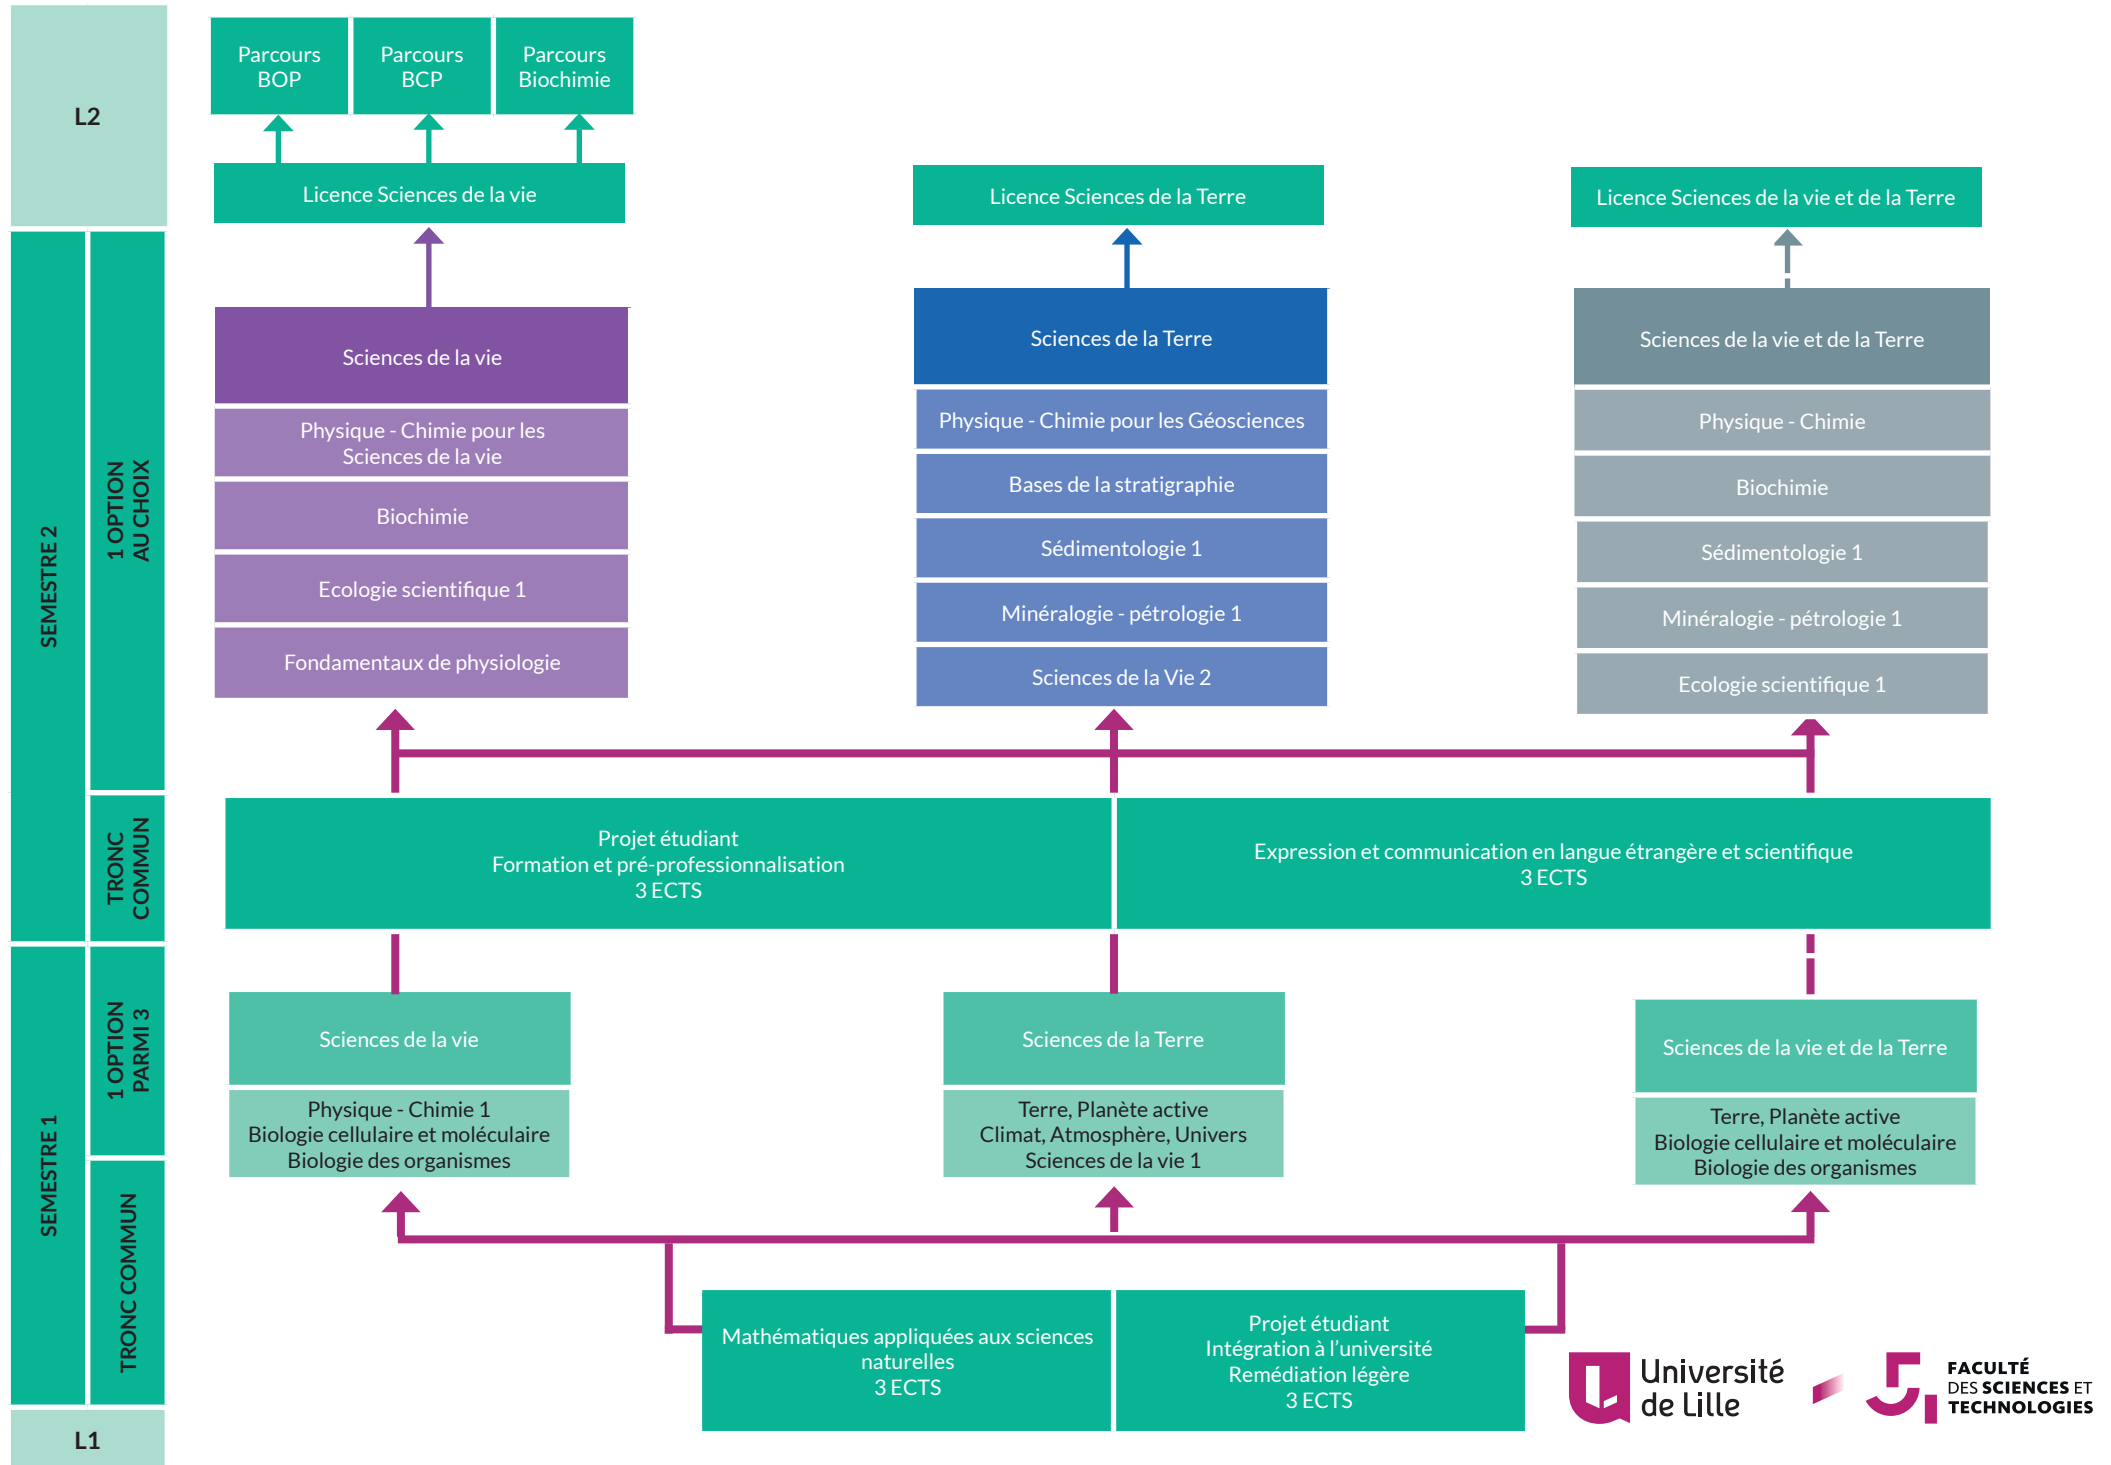 L2
Parcours
BOP
Parcours
BCP
Parcours
Biochimie
Licence Sciences de la vie
Licence Sciences de la Terre
Licence Sciences de la vie et de la Terre
SEMESTRE 2
1 OPTION
AU CHOIX
Sciences de la vie
Physique - Chimie pour les
Sciences de la vie
Biochimie
Ecologie scientifique 1
Fondamentaux de physiologie
Sciences de la Terre
Physique - Chimie pour les Géosciences
Bases de la stratigraphie
Sédimentologie 1
Minéralogie - pétrologie 1
Sciences de la Vie 2
Sciences de la vie et de la Terre
Physique - Chimie
Biochimie
Sédimentologie 1
Minéralogie - pétrologie 1
Ecologie scientifique 1
TRONC
COMMUN
Projet étudiant
Formation et pré-professionnalisation
3 ECTS
Expression et communication en langue étrangère et scientifique
3 ECTS
SEMESTRE 1
1 OPTION
PARMI 3
Sciences de la vie
Physique - Chimie 1
Biologie cellulaire et moléculaire
Biologie des organismes
Sciences de la Terre
Terre, Planète active
Climat, Atmosphère, Univers
Sciences de la vie 1
Sciences de la vie et de la Terre
Terre, Planète active
Biologie cellulaire et moléculaire
Biologie des organismes
TRONC COMMUN
Mathématiques appliquées aux sciences
naturelles
3 ECTS
Projet étudiant
Intégration à l'université
Remédiation légère
3 ECTS
L1
Université
de Lille
FACULTÉ
DES SCIENCES ET
TECHNOLOGIES